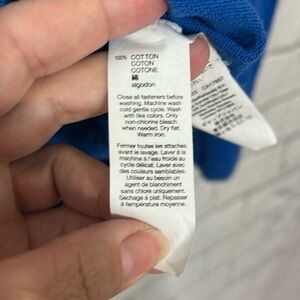 100% COTTON
COTON
COTONE
棉
algodon
Close all fasteners before
washing. Machine wash
cold gentle cycle. Wash
with like colors. Only
non-chlorine bleach
when needed. Dry flat.
Warm iron.
Fermer toutes les attaches
avant le lavage. Laver à la
machine à l'eau froide au
cycle délicat. Laver avec
des couleurs semblables.
Utiliser au besoin un
agent de blanchiment
sans chlore uniquement.
Séchage à plat. Repasser
à température moyenne.